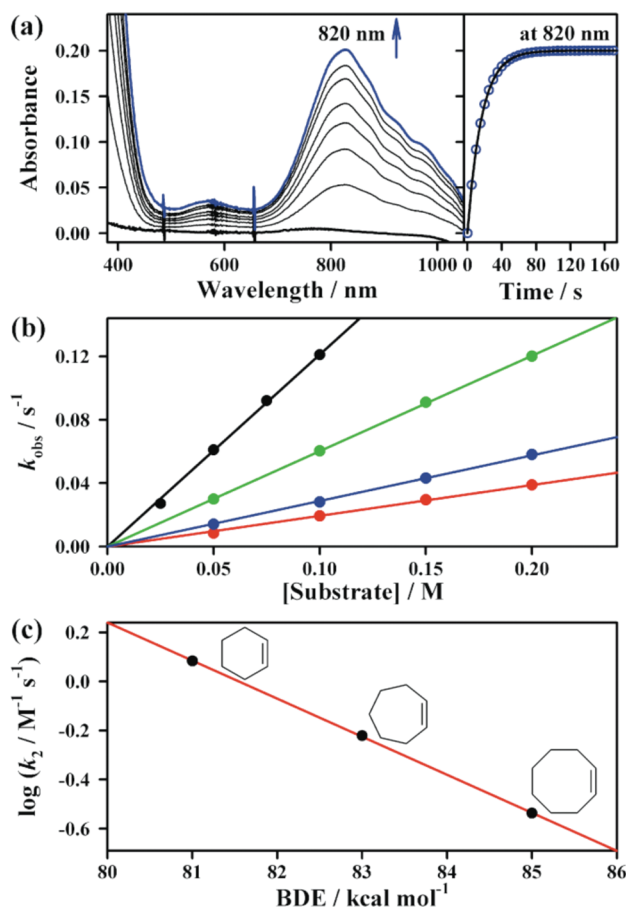 (a)
820 nm
at 820 nm
Absorbance
0.20
0.15
0.10
0.05
0.00
400 600 800 1000 0 40 80 120 160
Wavelength / nm
Time / s
(b)
k_obs / s⁻¹
0.12
0.08
0.04
0.00
0.00 0.05 0.10 0.15 0.20
[Substrate] / M
(c)
log (k₂ / M⁻¹ s⁻¹)
0.2
0.0
-0.2
-0.4
-0.6
80 81 82 83 84 85 86
BDE / kcal mol⁻¹